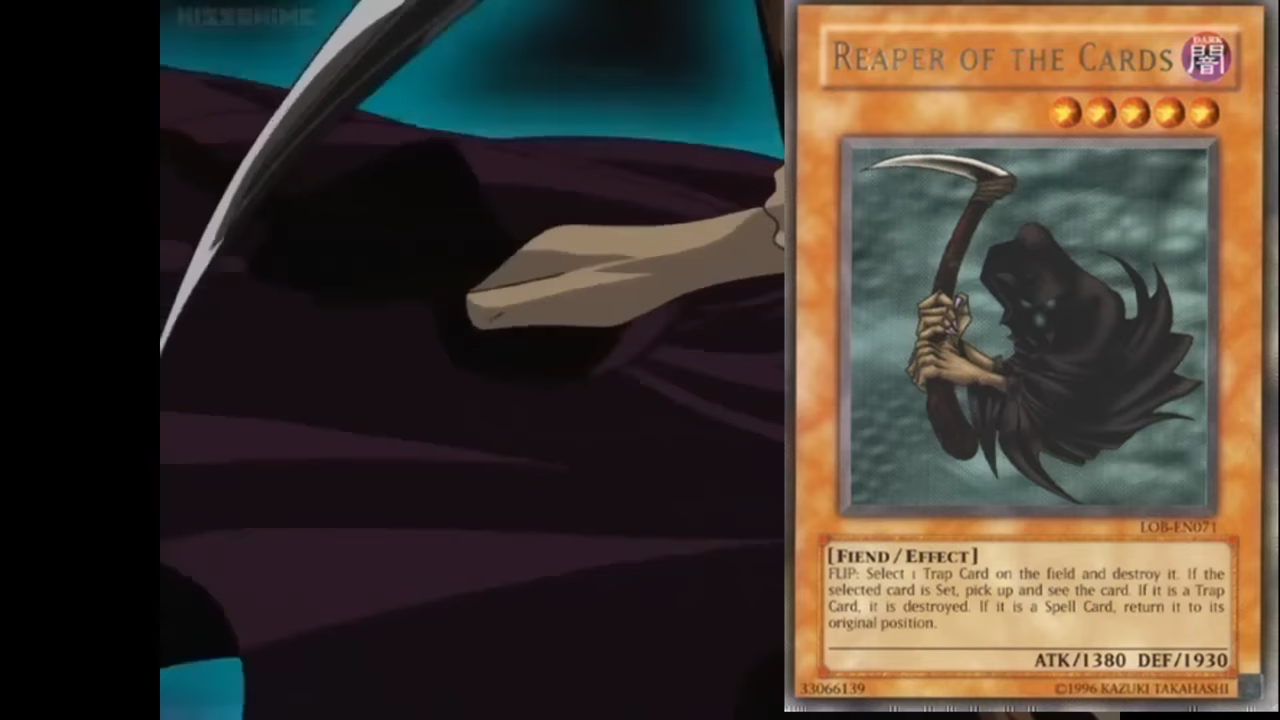 KISSANIME
REAPER OF THE CARDS
DARK
闇
LOB-EN071
[FIEND/EFFECT]
FLIP: Select 1 Trap Card on the field and destroy it. If the
selected card is Set, pick up and see the card. If it is a Trap
Card, it is destroyed. If it is a Spell Card, return it to its
original position.
ATK/1380 DEF/1930
33066139
©1996 KAZUKI TAKAHASHI